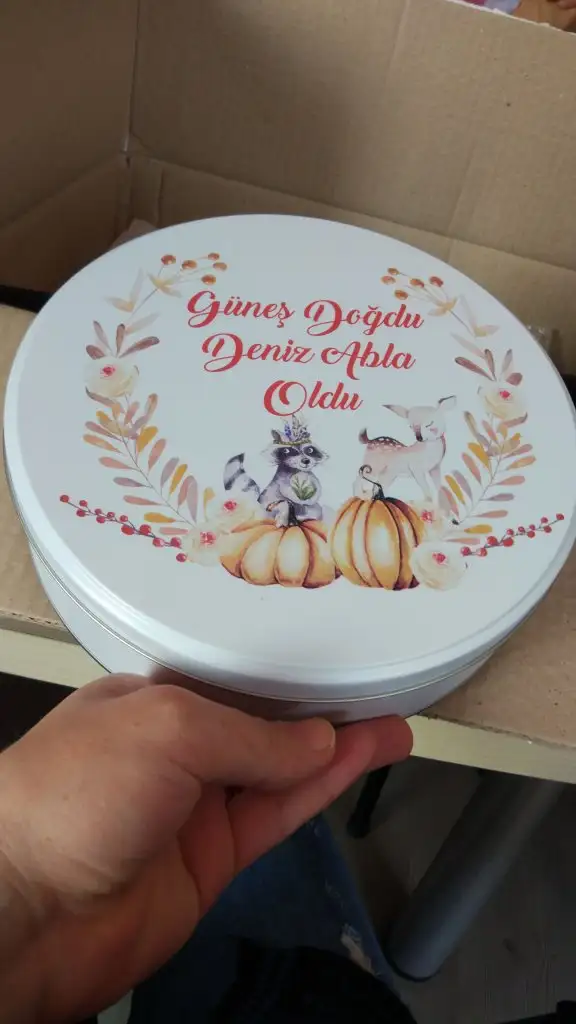 Güneş Doğdu
Deniz Abla
Oldu